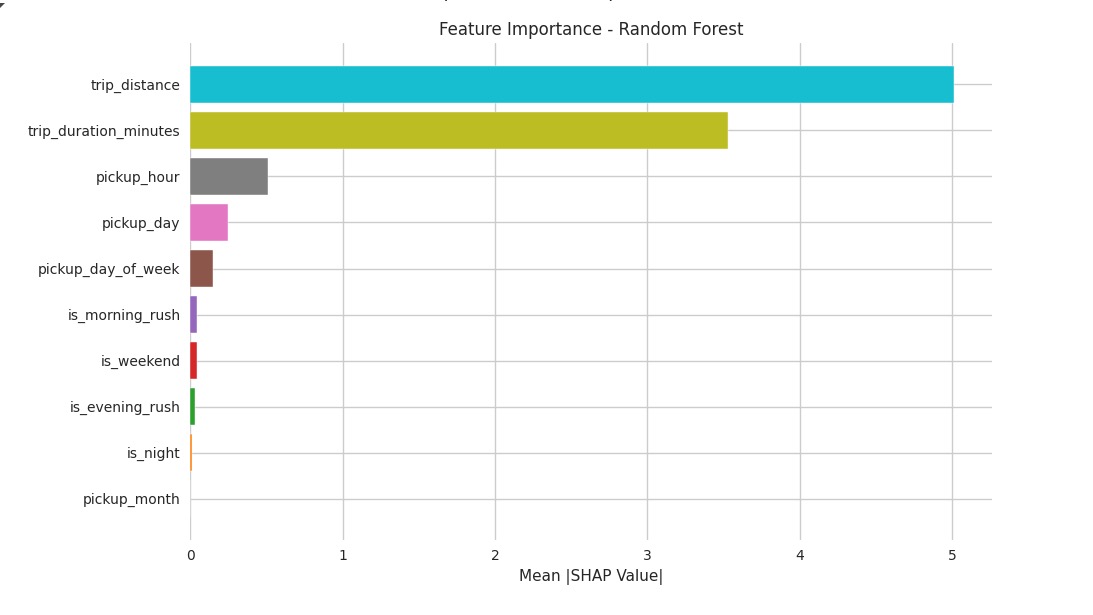 Feature Importance - Random Forest
trip_distance
trip_duration_minutes
pickup_hour
pickup_day
pickup_day_of_week
is_morning_rush
is_weekend
is_evening_rush
is_night
pickup_month
0 1 2 3 4 5
Mean |SHAP Value|